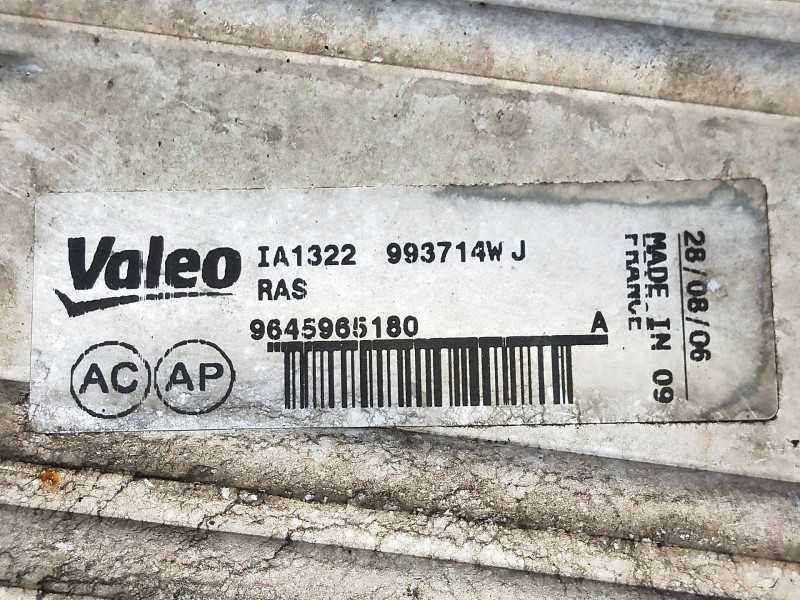 Valeo
IA1322 993714W J
RAS
9645965180 A
AC AP
28/08/06
MADE IN 09
FRANCE